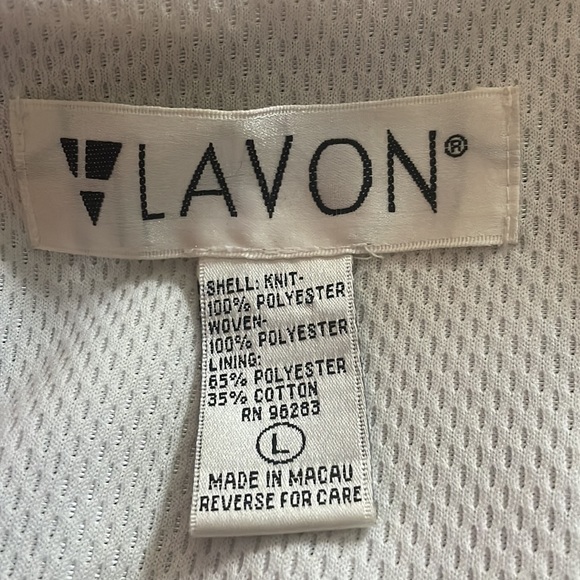 LAVON®
SHELL: KNIT-
100% POLYESTER
WOVEN-
100% POLYESTER
LINING:
65% POLYESTER
35% COTTON
RN 96263
L
MADE IN MACAU
REVERSE FOR CARE